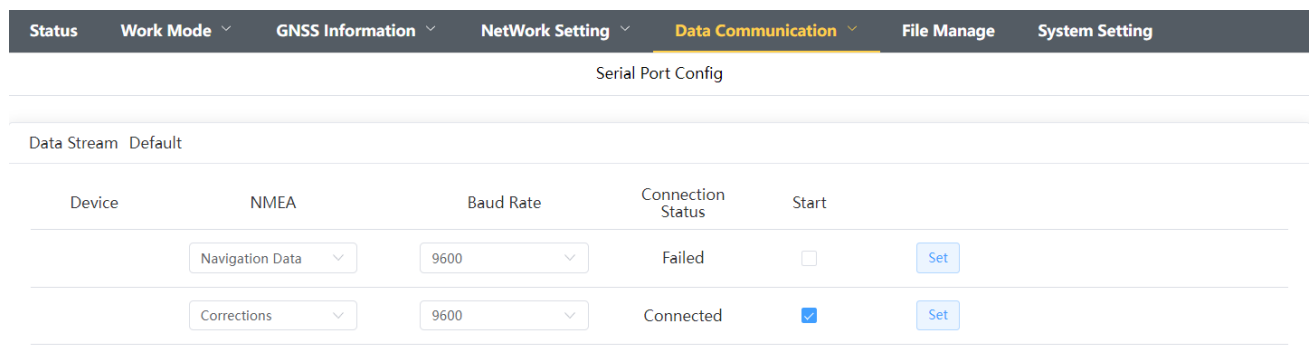 Status Work Mode GNSS Information NetWork Setting Data Communication File Manage System Setting
Serial Port Config
Data Stream Default
Device NMEA Baud Rate Connection Status Start
Navigation Data 9600 Failed Set
Corrections 9600 Connected Set